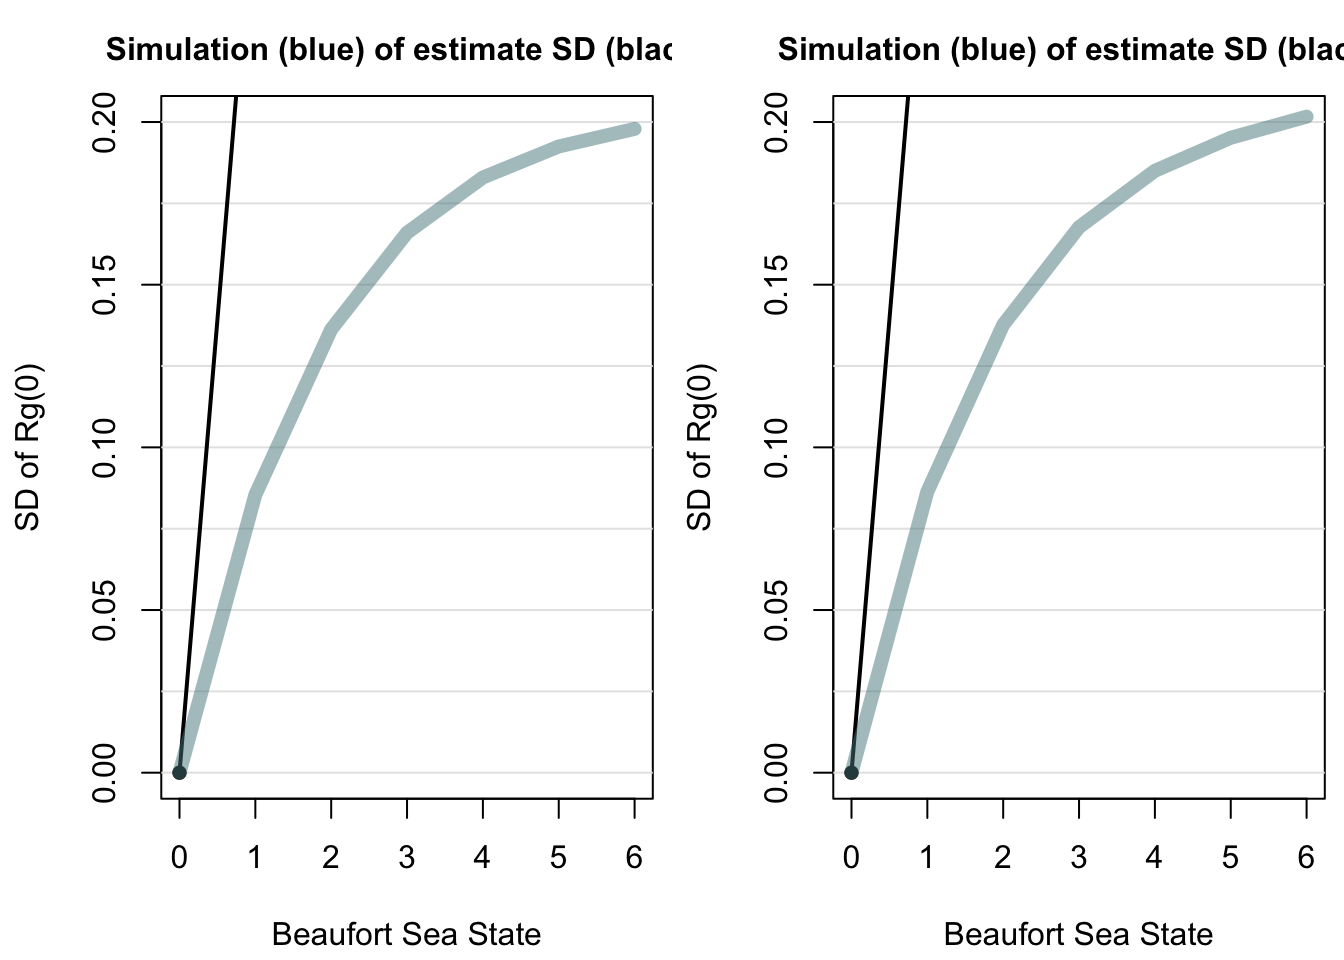 Simulation (blue) of estimate SD (blac
SD of Rg(0)
0.20
0.15
0.10
0.05
0.00
0 1 2 3 4 5 6
Beaufort Sea State
Simulation (blue) of estimate SD (blac
SD of Rg(0)
0.20
0.15
0.10
0.05
0.00
0 1 2 3 4 5 6
Beaufort Sea State